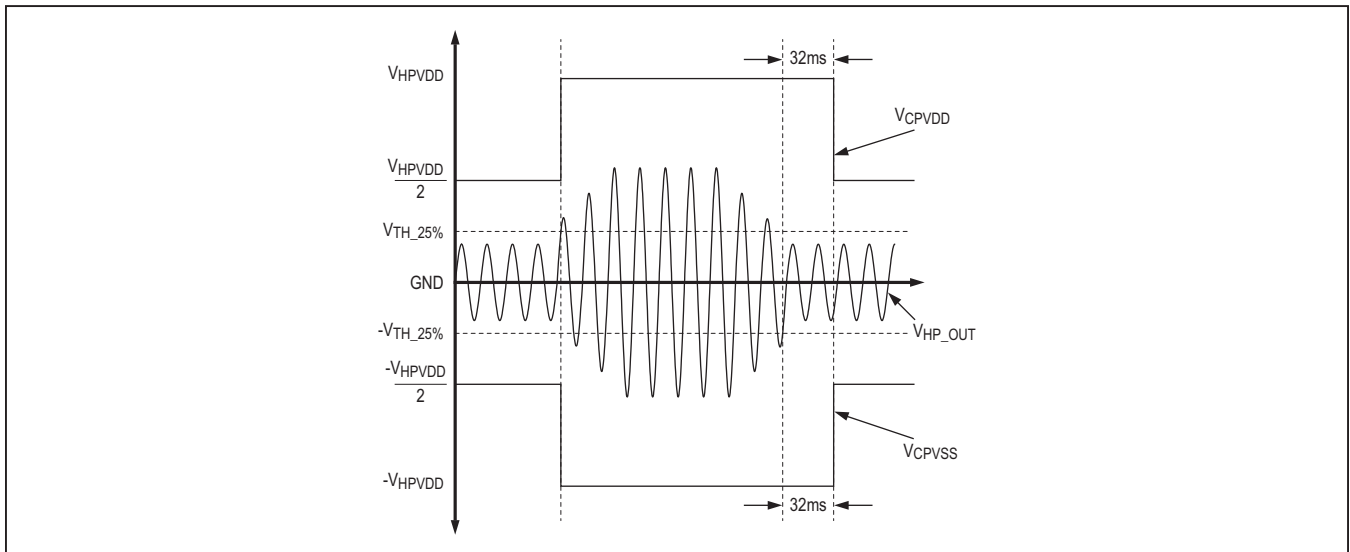 32ms
VHPVDD
VCPVDD
VHPVDD
2
VTH_25%
GND
-VTH_25%
VHP_OUT
-VHPVDD
2
VCPVSS
-VHPVDD
32ms